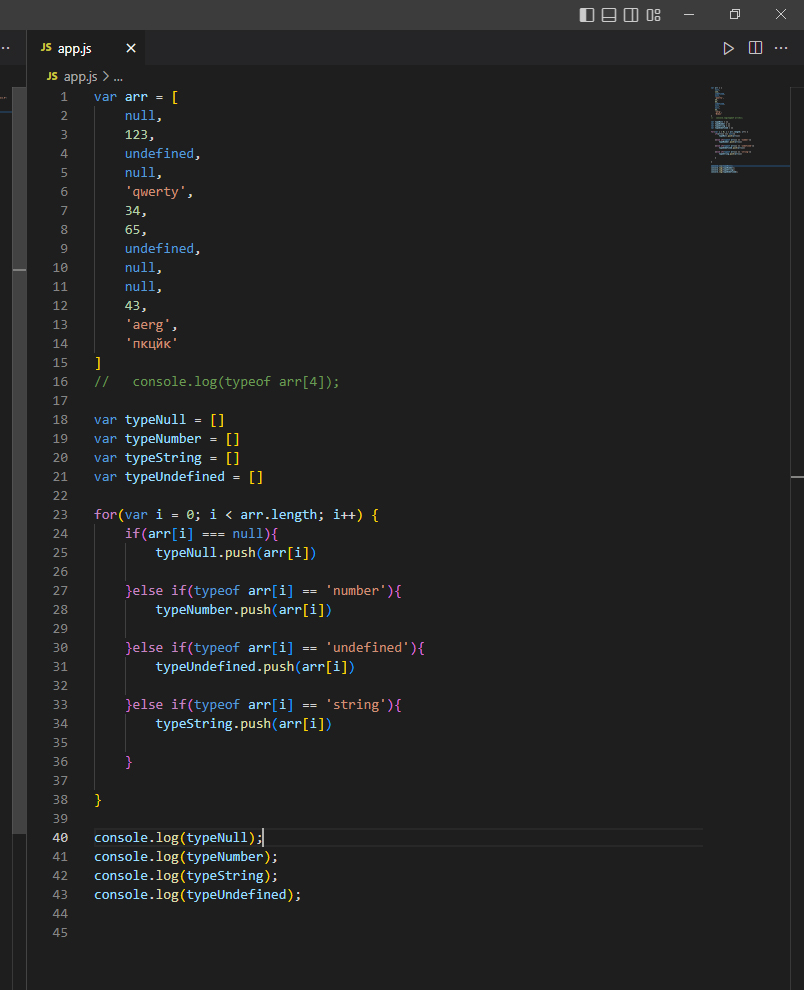 JS app.js
JS app.js > ...
1 var arr = [
2 null,
3 123,
4 undefined,
5 null,
6 'qwerty',
7 34,
8 65,
9 undefined,
10 null,
11 null,
12 43,
13 'aerg',
14 'пкцйк'
15 ]
16 //   console.log(typeof arr[4]);
17
18 var typeNull = []
19 var typeNumber = []
20 var typeString = []
21 var typeUndefined = []
22
23 for(var i = 0; i < arr.length; i++) {
24 if(arr[i] === null){
25 typeNull.push(arr[i])
26
27 }else if(typeof arr[i] == 'number'){
28 typeNumber.push(arr[i])
29
30 }else if(typeof arr[i] == 'undefined'){
31 typeUndefined.push(arr[i])
32
33 }else if(typeof arr[i] == 'string'){
34 typeString.push(arr[i])
35
36 }
37
38 }
39
40 console.log(typeNull);
41 console.log(typeNumber);
42 console.log(typeString);
43 console.log(typeUndefined);
44
45